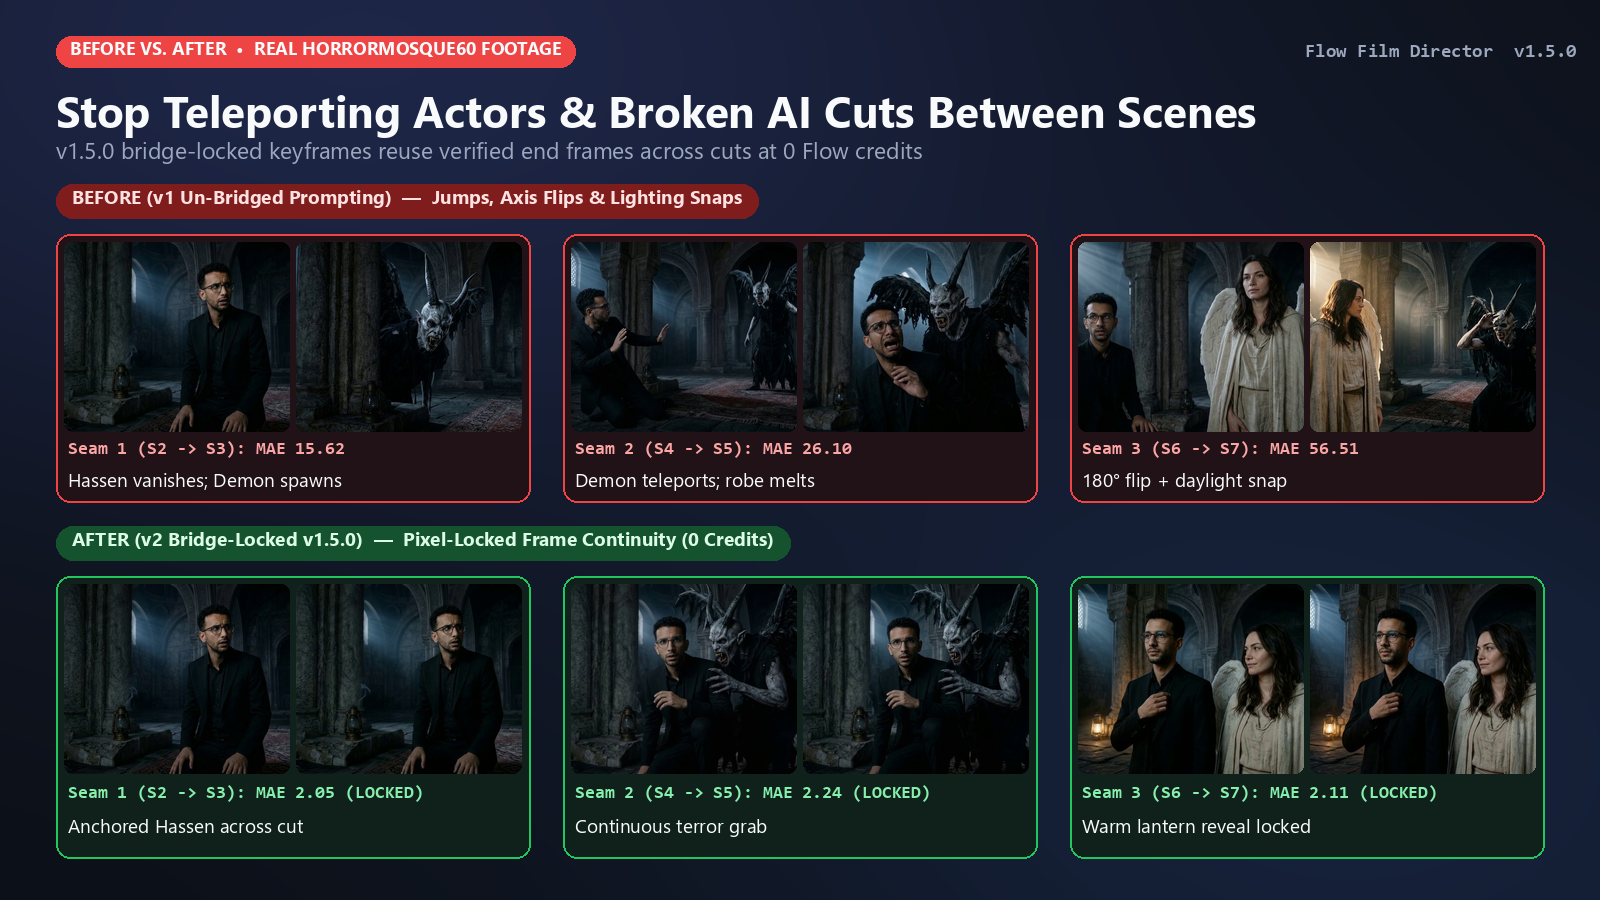 BEFORE VS. AFTER • REAL HORRORMOSQUE60 FOOTAGE
Flow Film Director v1.5.0
Stop Teleporting Actors & Broken AI Cuts Between Scenes
v1.5.0 bridge-locked keyframes reuse verified end frames across cuts at 0 Flow credits
BEFORE (v1 Un-Bridged Prompting) — Jumps, Axis Flips & Lighting Snaps
Seam 1 (S2 -> S3): MAE 15.62
Hassen vanishes; Demon spawns
Seam 2 (S4 -> S5): MAE 26.10
Demon teleports; robe melts
Seam 3 (S6 -> S7): MAE 56.51
180° flip + daylight snap
AFTER (v2 Bridge-Locked v1.5.0) — Pixel-Locked Frame Continuity (0 Credits)
Seam 1 (S2 -> S3): MAE 2.05 (LOCKED)
Anchored Hassen across cut
Seam 2 (S4 -> S5): MAE 2.24 (LOCKED)
Continuous terror grab
Seam 3 (S6 -> S7): MAE 2.11 (LOCKED)
Warm lantern reveal locked